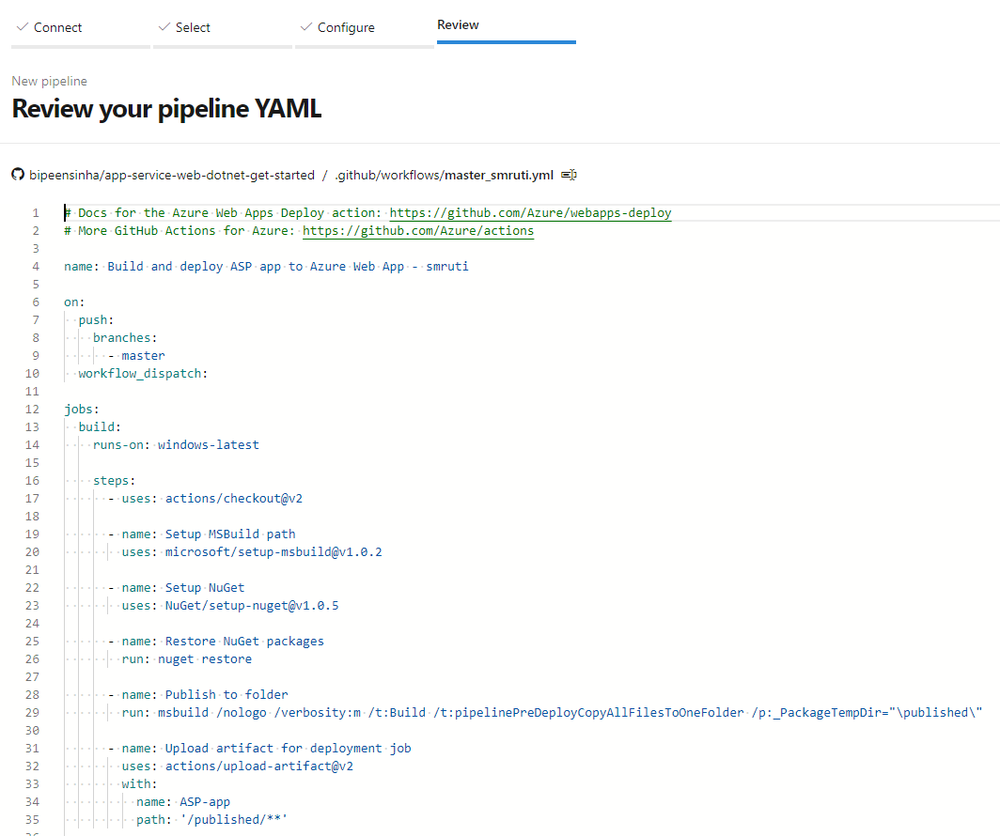 Connect
Select
Configure
Review
New pipeline
Review your pipeline YAML
bipeensinha/app-service-web-dotnet-get-started / .github/workflows/master_smruti.yml
1 # Docs for the Azure Web Apps Deploy action: https://github.com/Azure/webapps-deploy
2 # More GitHub Actions for Azure: https://github.com/Azure/actions
3
4 name: Build and deploy ASP app to Azure Web App - smruti
5
6 on:
7   push:
8     branches:
9       - master
10   workflow_dispatch:
11
12 jobs:
13   build:
14     runs-on: windows-latest
15
16     steps:
17       - uses: actions/checkout@v2
18
19       - name: Setup MSBuild path
20         uses: microsoft/setup-msbuild@v1.0.2
21
22       - name: Setup NuGet
23         uses: NuGet/setup-nuget@v1.0.5
24
25       - name: Restore NuGet packages
26         run: nuget restore
27
28       - name: Publish to folder
29         run: msbuild /nologo /verbosity:m /t:Build /t:pipelinePreDeployCopyAllFilesToOneFolder /p:_PackageTempDir="\published\"
30
31       - name: Upload artifact for deployment job
32         uses: actions/upload-artifact@v2
33         with:
34           name: ASP-app
35           path: '/published/**'
36